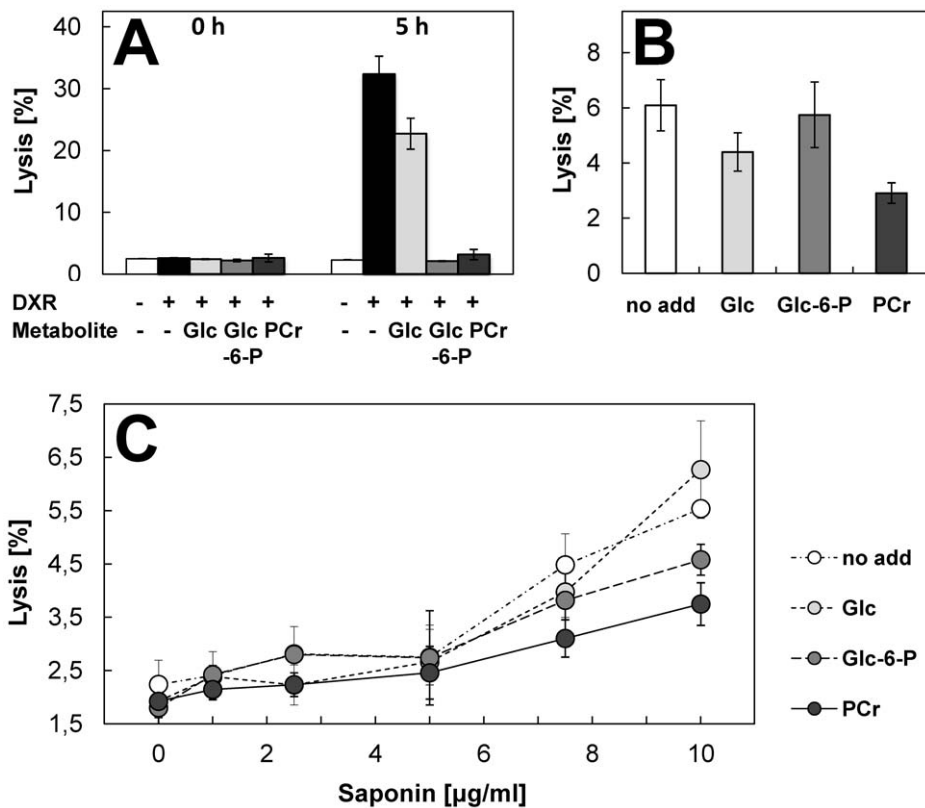 A
0 h
5 h
Lysis [%]
40
30
20
10
0
DXR - + + + + - + + + +
Metabolite - - Glc Glc PCr - - Glc Glc PCr
-6-P -6-P
B
Lysis [%]
8
6
4
2
0
no add Glc Glc-6-P PCr
C
Lysis [%]
7,5
6,5
5,5
4,5
3,5
2,5
1,5
0 2 4 6 8 10
Saponin [µg/ml]
no add
Glc
Glc-6-P
PCr